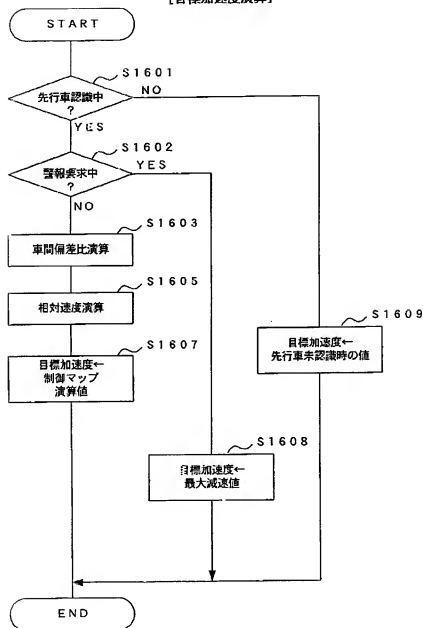 [目標加速度演算]
START
S1601
先行車認識中
?
NO
YES
S1602
警報要求中
?
YES
NO
S1603
車間偏差比演算
S1605
相対速度演算
S1607
目標加速度←
制御マップ
演算値
S1609
目標加速度←
先行車未認識時の値
S1608
目標加速度←
最大減速値
END